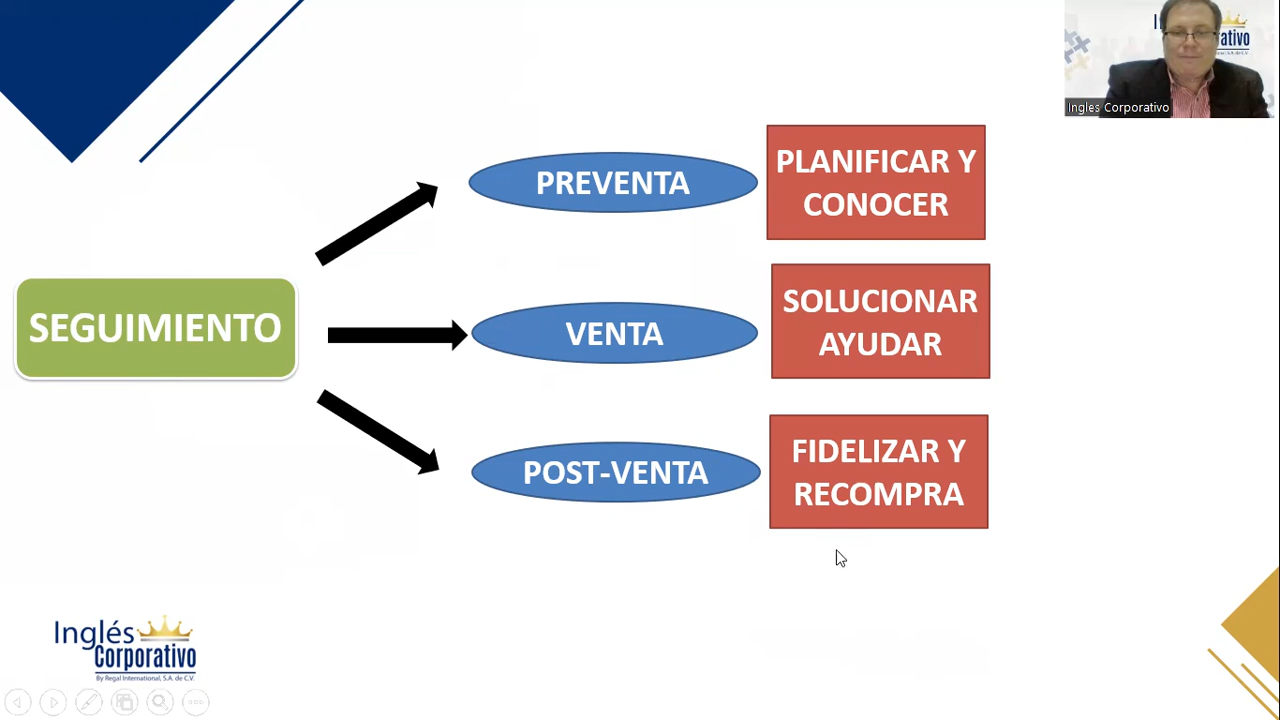 Ingles Corporativo
SEGUIMIENTO
PREVENTA
PLANIFICAR Y
CONOCER
VENTA
SOLUCIONAR
AYUDAR
POST-VENTA
FIDELIZAR Y
RECOMPRA
Inglés
Corporativo
By Regal International, S.A. de C.V.